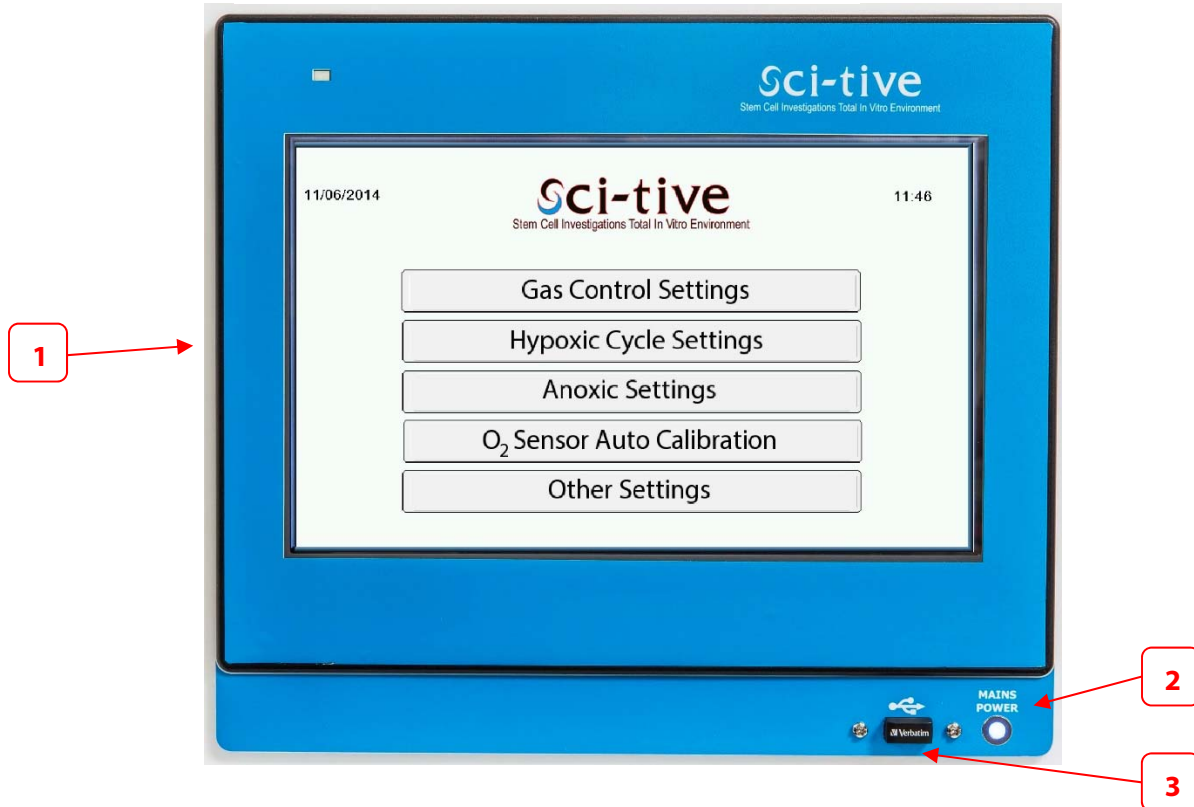 Sci-tive
Stem Cell Investigations Total In Vitro Environment
11/06/2014
Sci-tive
11:46
Stem Cell Investigations Total In Vitro Environment
Gas Control Settings
Hypoxic Cycle Settings
Anoxic Settings
O₂ Sensor Auto Calibration
Other Settings
1
2
MAINS
POWER
Verbatim
3